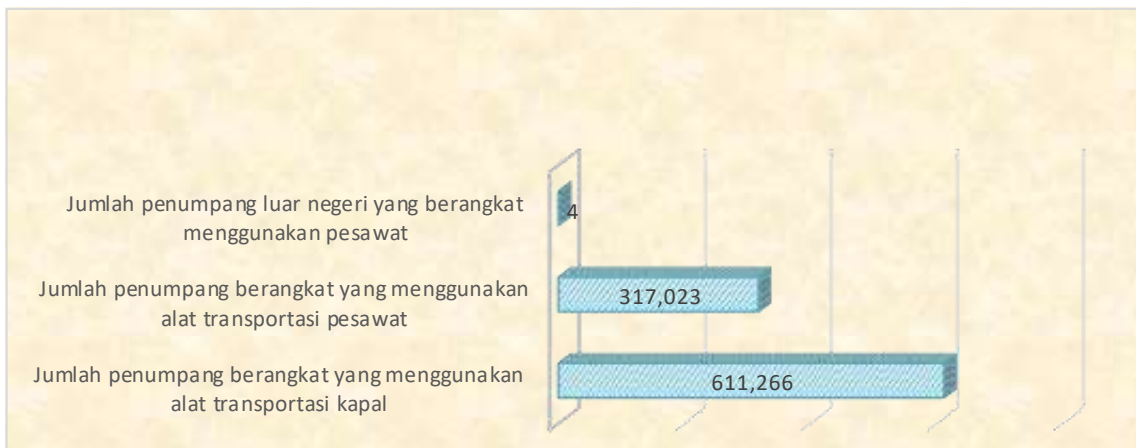 Jumlah penumpang luar negeri yang berangkat
menggunakan pesawat
4
Jumlah penumpang berangkat yang menggunakan
alat transportasi pesawat
317,023
Jumlah penumpang berangkat yang menggunakan
alat transportasi kapal
611,266